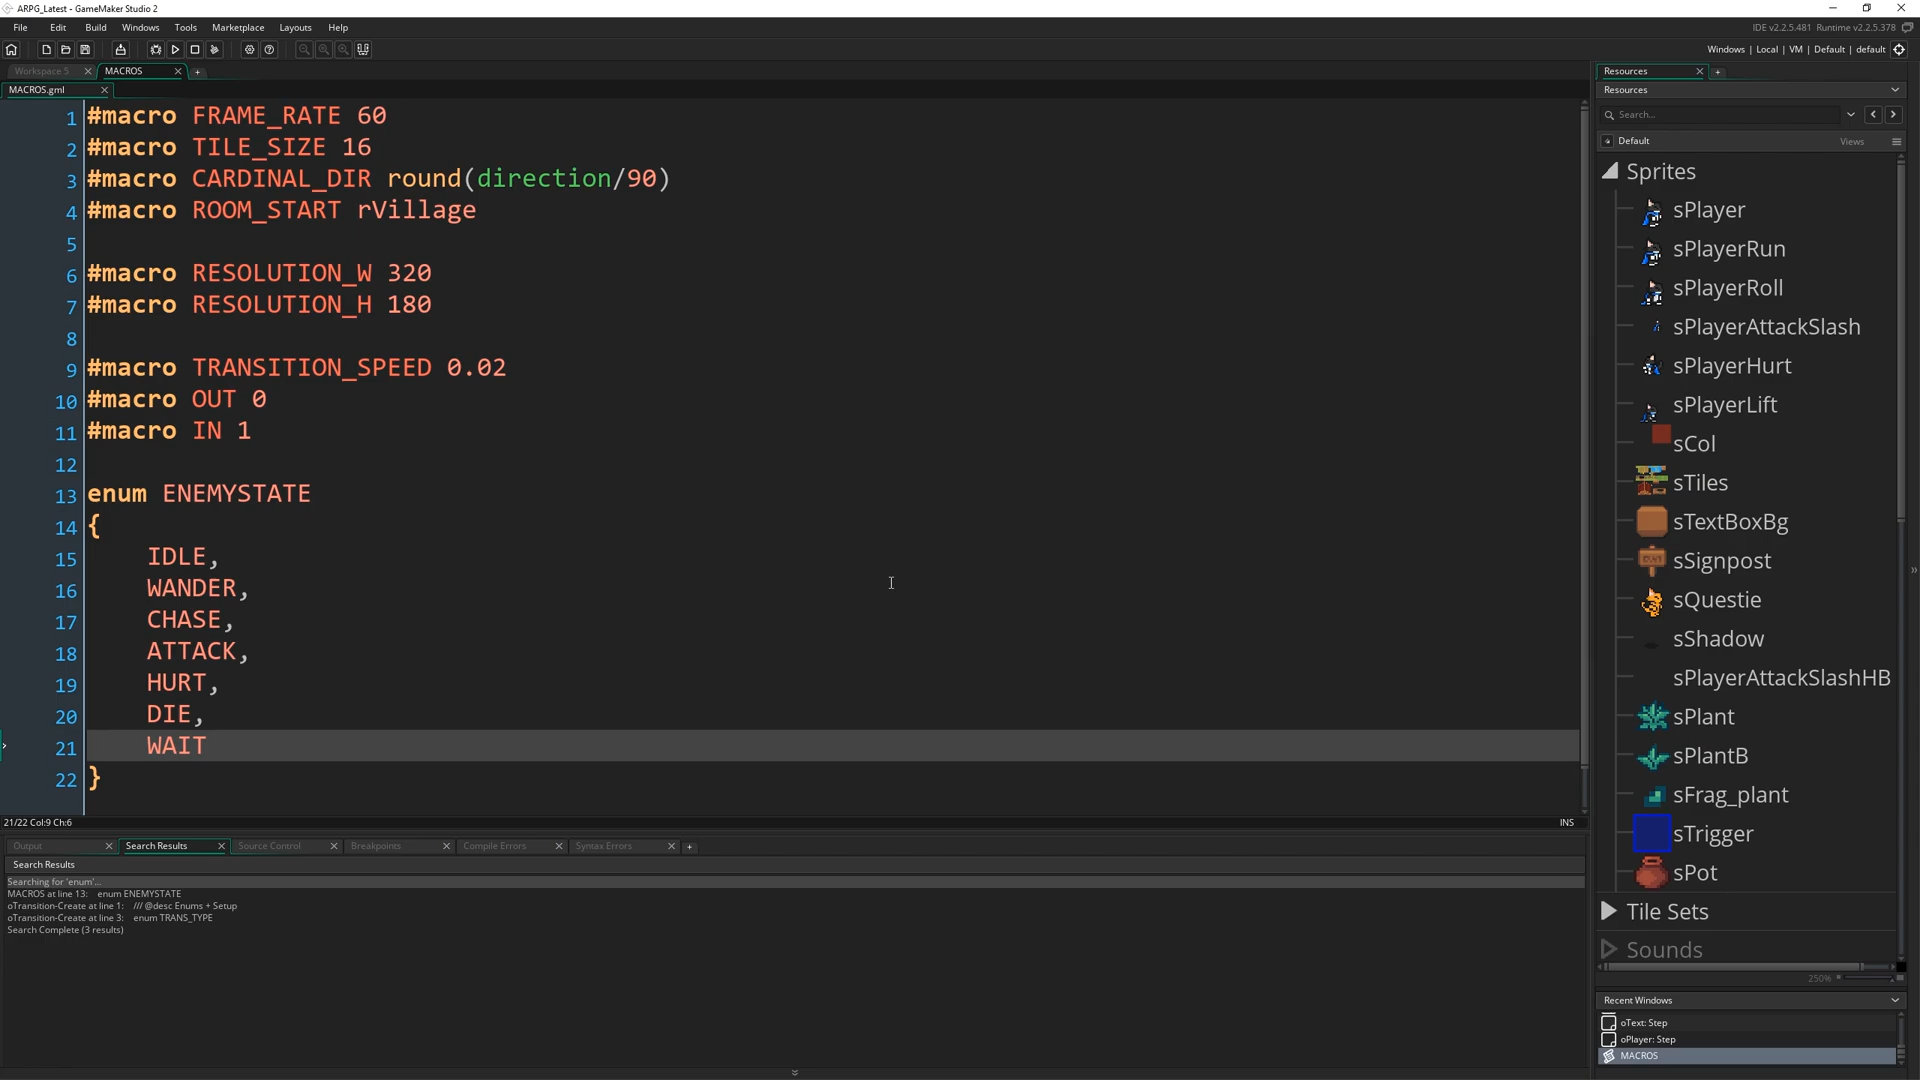 ARPG_Latest - GameMaker Studio 2
File Edit Build Windows Tools Marketplace Layouts Help
IDE v2.2.5.481 Runtime v2.2.5.378
Windows | Local | VM | Default | default
Workspace 5 MACROS
MACROS.gml
1 #macro FRAME_RATE 60
2 #macro TILE_SIZE 16
3 #macro CARDINAL_DIR round(direction/90)
4 #macro ROOM_START rVillage
5
6 #macro RESOLUTION_W 320
7 #macro RESOLUTION_H 180
8
9 #macro TRANSITION_SPEED 0.02
10 #macro OUT 0
11 #macro IN 1
12
13 enum ENEMYSTATE
14 {
15 IDLE,
16 WANDER,
17 CHASE,
18 ATTACK,
19 HURT,
20 DIE,
21 WAIT
22 }
21/22 Col:9 Ch:6 INS
Output Search Results Source Control Breakpoints Compile Errors Syntax Errors
Search Results
Searching for 'enum'...
MACROS at line 13: enum ENEMYSTATE
oTransition-Create at line 1: /// @desc Enums + Setup
oTransition-Create at line 3: enum TRANS_TYPE
Search Complete (3 results)
Resources
Resources
Search...
Default Views
Sprites
sPlayer
sPlayerRun
sPlayerRoll
sPlayerAttackSlash
sPlayerHurt
sPlayerLift
sCol
sTiles
sTextBoxBg
sSignpost
sQuestie
sShadow
sPlayerAttackSlashHB
sPlant
sPlantB
sFrag_plant
sTrigger
sPot
Tile Sets
Sounds
250%
Recent Windows
oText: Step
oPlayer: Step
MACROS